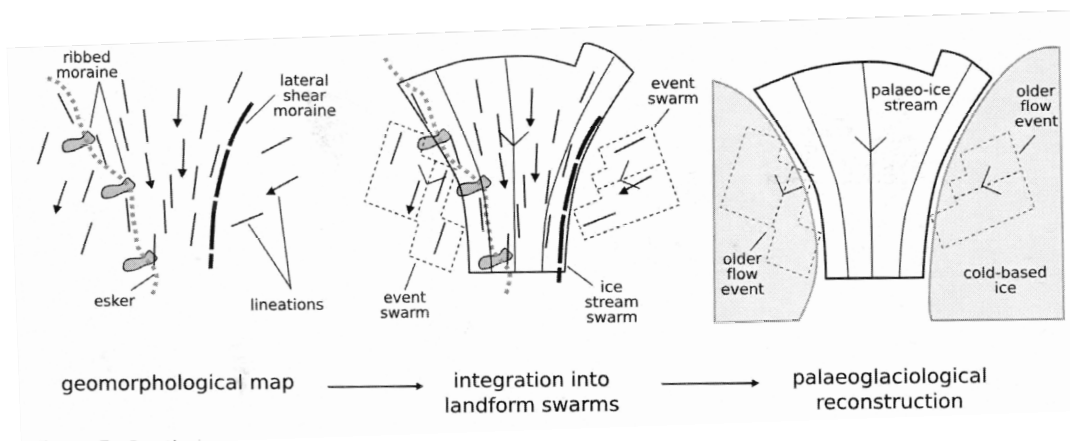 ribbed
moraine
lateral
shear
moraine
esker
lineations
event
swarm
event
swarm
ice
stream
swarm
palaeo-ice
stream
older
flow
event
older
flow
event
cold-based
ice
geomorphological map
integration into
landform swarms
palaeoglaciological
reconstruction